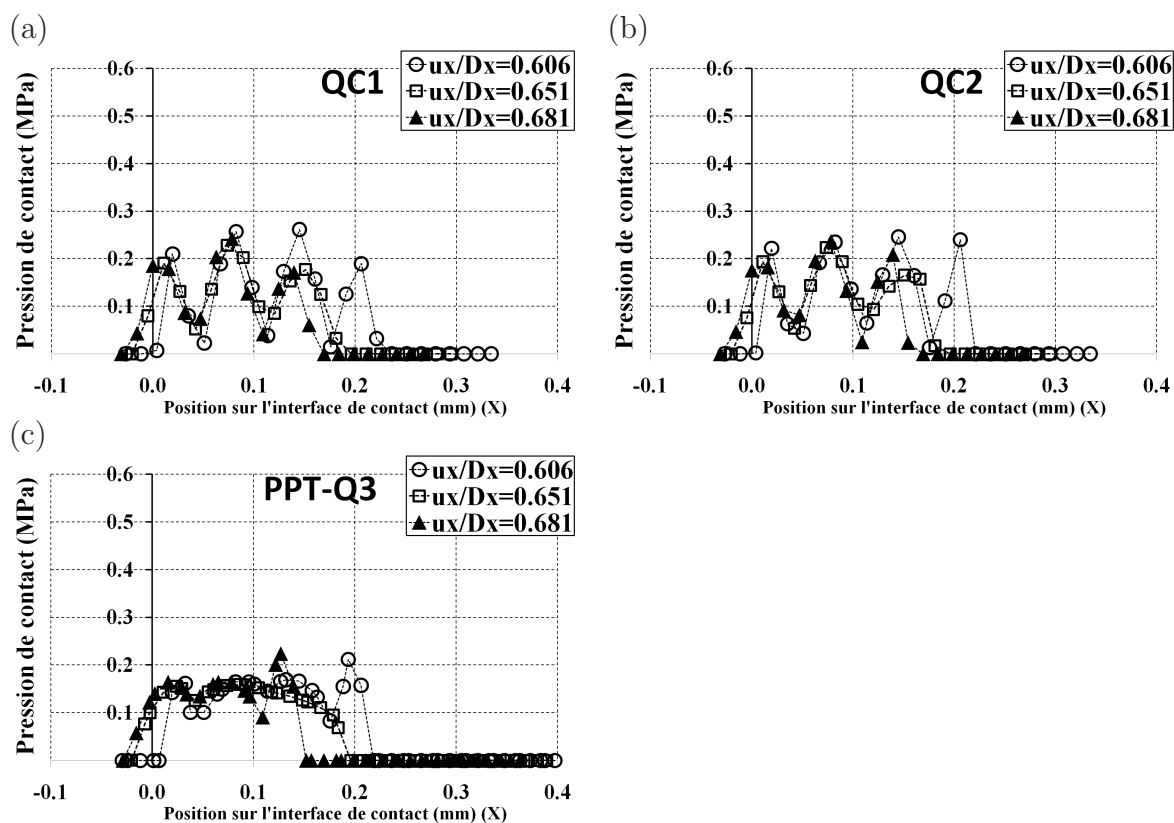 (a)
QC1
ux/Dx=0.606
ux/Dx=0.651
ux/Dx=0.681
Pression de contact (MPa)
0.6
0.5
0.4
0.3
0.2
0.1
-0.1 0.0 0.1 0.2 0.3 0.4
Position sur l'interface de contact (mm) (X)
(b)
QC2
ux/Dx=0.606
ux/Dx=0.651
ux/Dx=0.681
Pression de contact (MPa)
0.6
0.5
0.4
0.3
0.2
0.1
-0.1 0.0 0.1 0.2 0.3 0.4
Position sur l'interface de contact (mm) (X)
(c)
PPT-Q3
ux/Dx=0.606
ux/Dx=0.651
ux/Dx=0.681
Pression de contact (MPa)
0.6
0.5
0.4
0.3
0.2
0.1
-0.1 0.0 0.1 0.2 0.3 0.4
Position sur l'interface de contact (mm) (X)